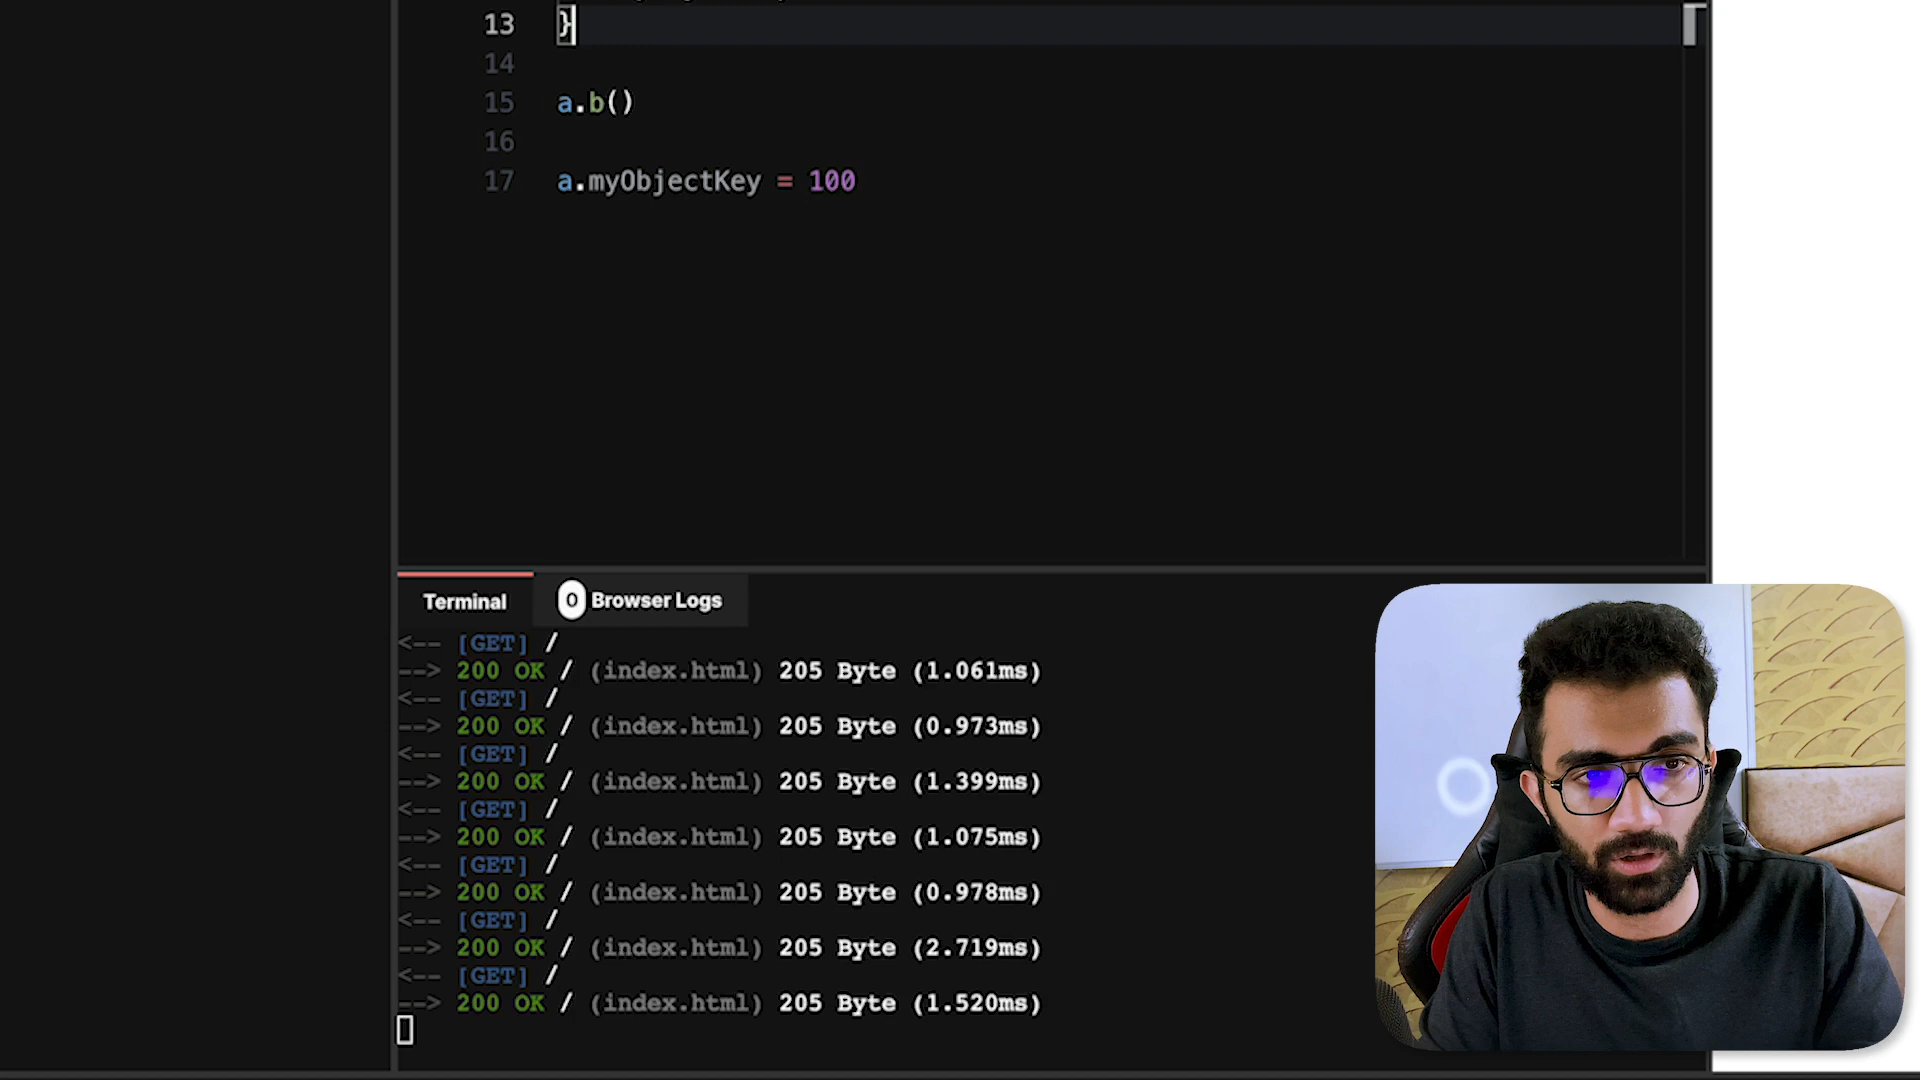 13 }
14
15 a.b()
16
17 a.myObjectKey = 100
Terminal
0 Browser Logs
<-- [GET] /
--> 200 OK / (index.html) 205 Byte (1.061ms)
<-- [GET] /
--> 200 OK / (index.html) 205 Byte (0.973ms)
<-- [GET] /
--> 200 OK / (index.html) 205 Byte (1.399ms)
<-- [GET] /
--> 200 OK / (index.html) 205 Byte (1.075ms)
<-- [GET] /
--> 200 OK / (index.html) 205 Byte (0.978ms)
<-- [GET] /
--> 200 OK / (index.html) 205 Byte (2.719ms)
<-- [GET] /
--> 200 OK / (index.html) 205 Byte (1.520ms)